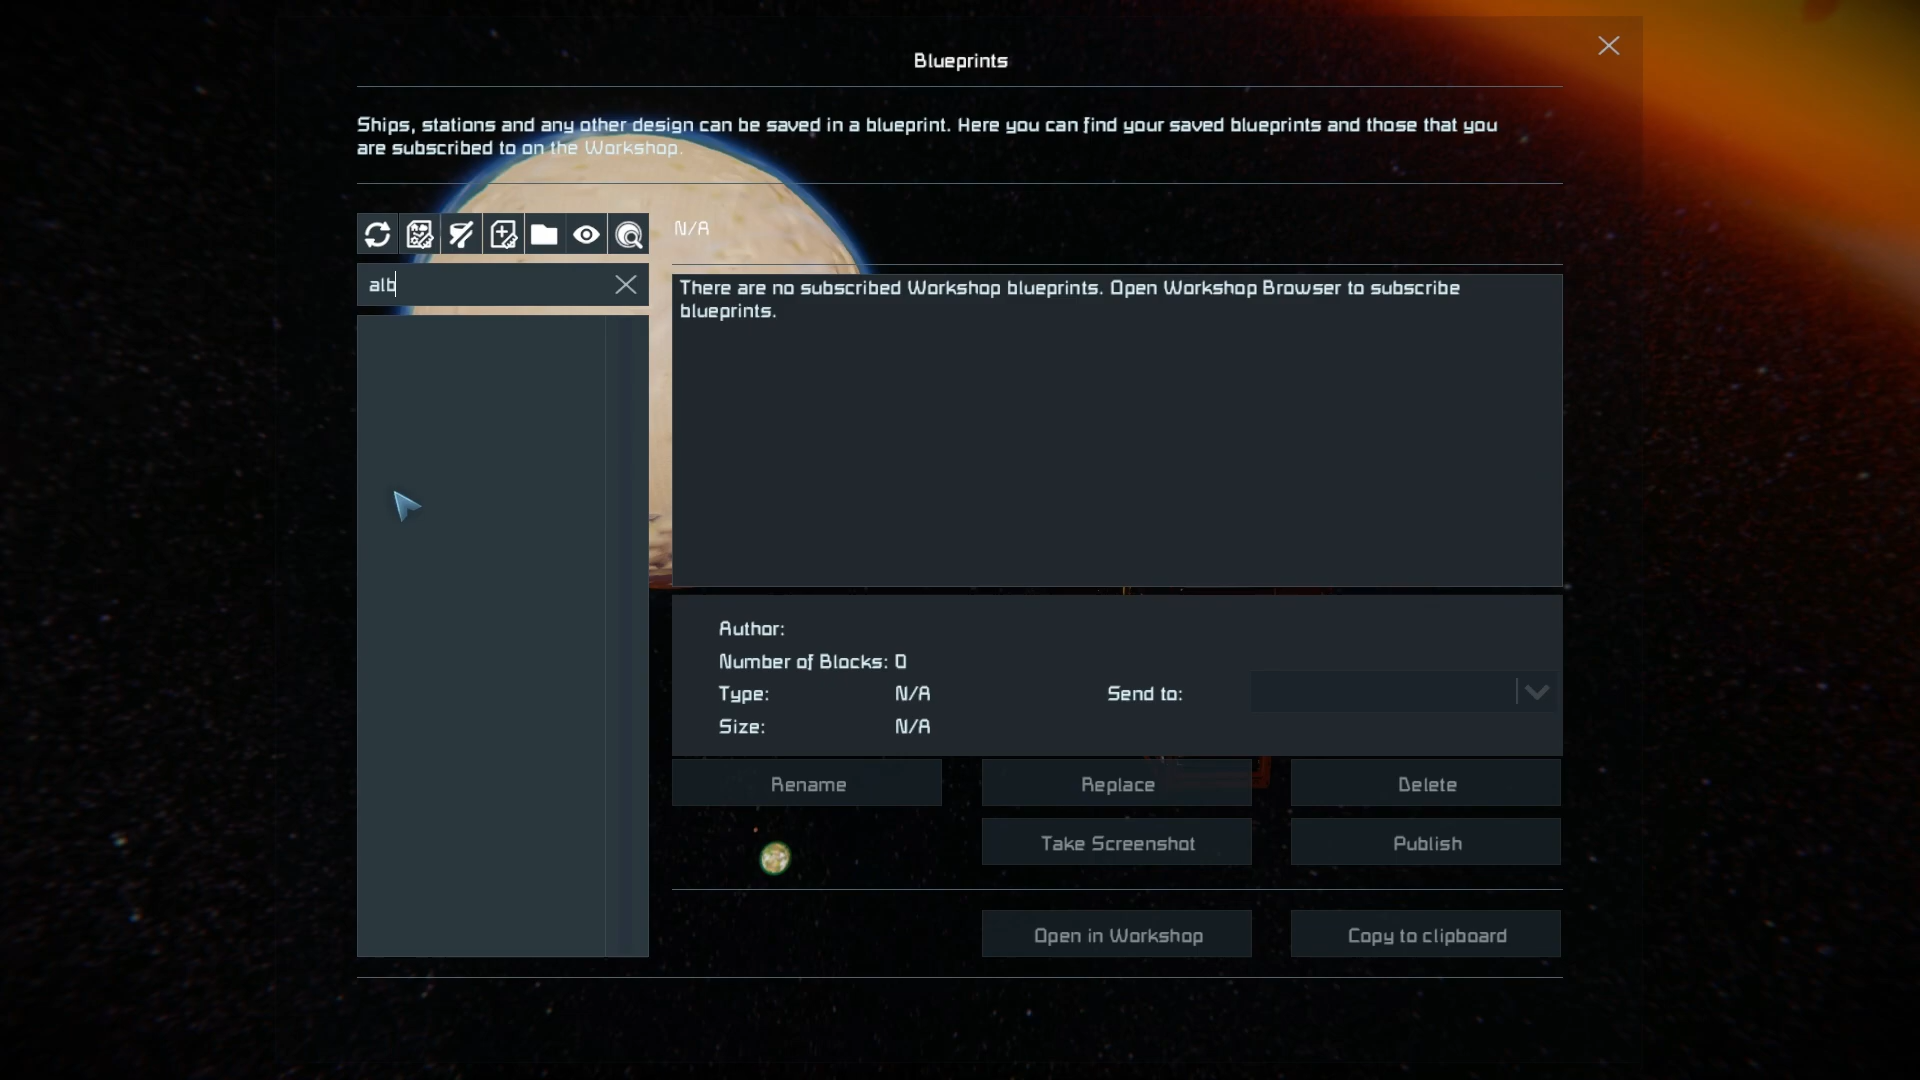 Blueprints
Ships, stations and any other design can be saved in a blueprint. Here you can find your saved blueprints and those that you
are subscribed to on the Workshop.
N/A
alb
There are no subscribed Workshop blueprints. Open Workshop Browser to subscribe
blueprints.
Author:
Number of Blocks: 0
Type: N/A Send to:
Size: N/A
Rename Replace Delete
Take Screenshot Publish
Open in Workshop Copy to clipboard